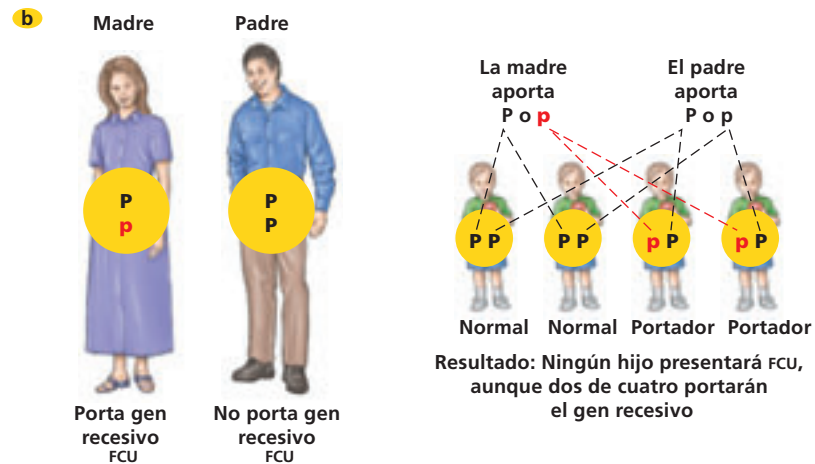 b
Madre
Padre
P
p
P
P
Porta gen
recesivo
FCU
No porta gen
recesivo
FCU
La madre
aporta
P o p
El padre
aporta
P o p
P P
P P
p P
p P
Normal
Normal
Portador
Portador
Resultado: Ningún hijo presentará FCU,
aunque dos de cuatro portarán
el gen recesivo